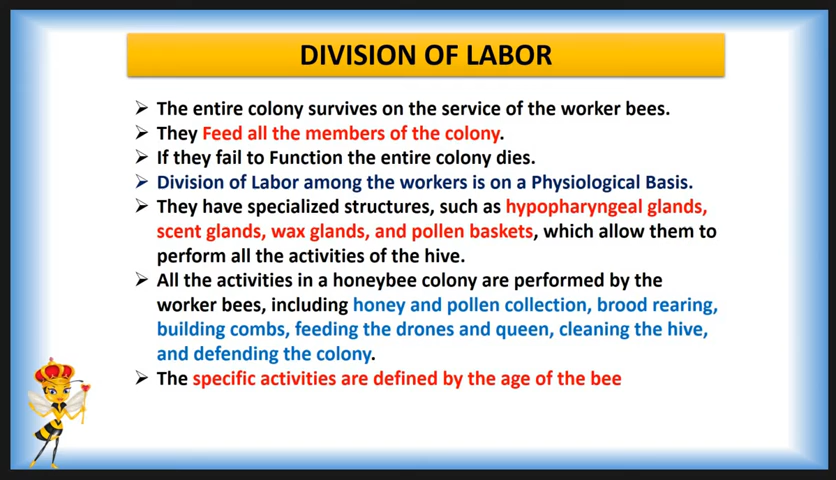 DIVISION OF LABOR
➢ The entire colony survives on the service of the worker bees.
➢ They Feed all the members of the colony.
➢ If they fail to Function the entire colony dies.
➢ Division of Labor among the workers is on a Physiological Basis.
➢ They have specialized structures, such as hypopharyngeal glands,
scent glands, wax glands, and pollen baskets, which allow them to
perform all the activities of the hive.
➢ All the activities in a honeybee colony are performed by the
worker bees, including honey and pollen collection, brood rearing,
building combs, feeding the drones and queen, cleaning the hive,
and defending the colony.
➢ The specific activities are defined by the age of the bee